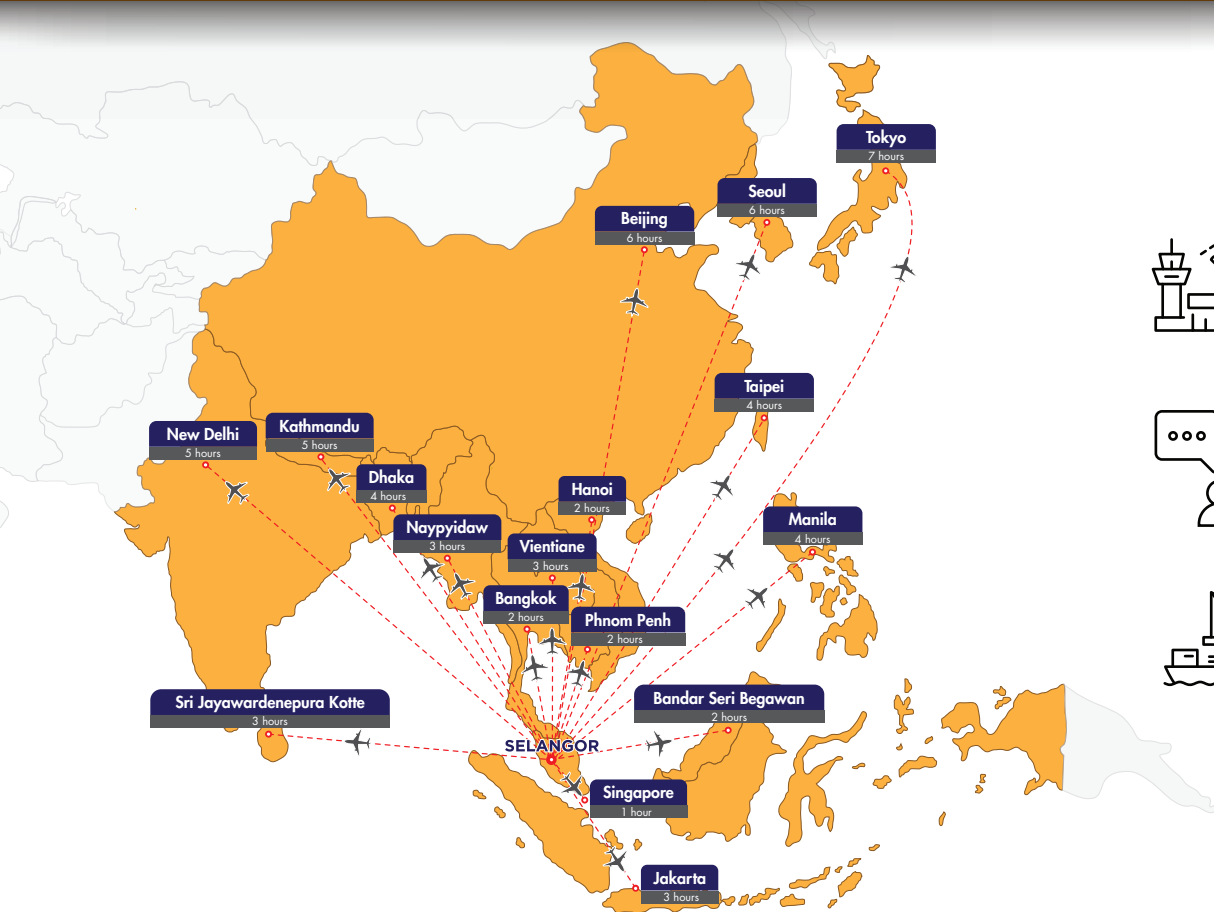 Tokyo
7 hours
Seoul
6 hours
Beijing
6 hours
Taipei
4 hours
New Delhi
5 hours
Kathmandu
5 hours
Dhaka
4 hours
Hanoi
2 hours
Naypyidaw
3 hours
Manila
4 hours
Vientiane
3 hours
Bangkok
2 hours
Phnom Penh
2 hours
Sri Jayawardenepura Kotte
3 hours
Bandar Seri Begawan
2 hours
SELANGOR
Singapore
1 hour
Jakarta
3 hours